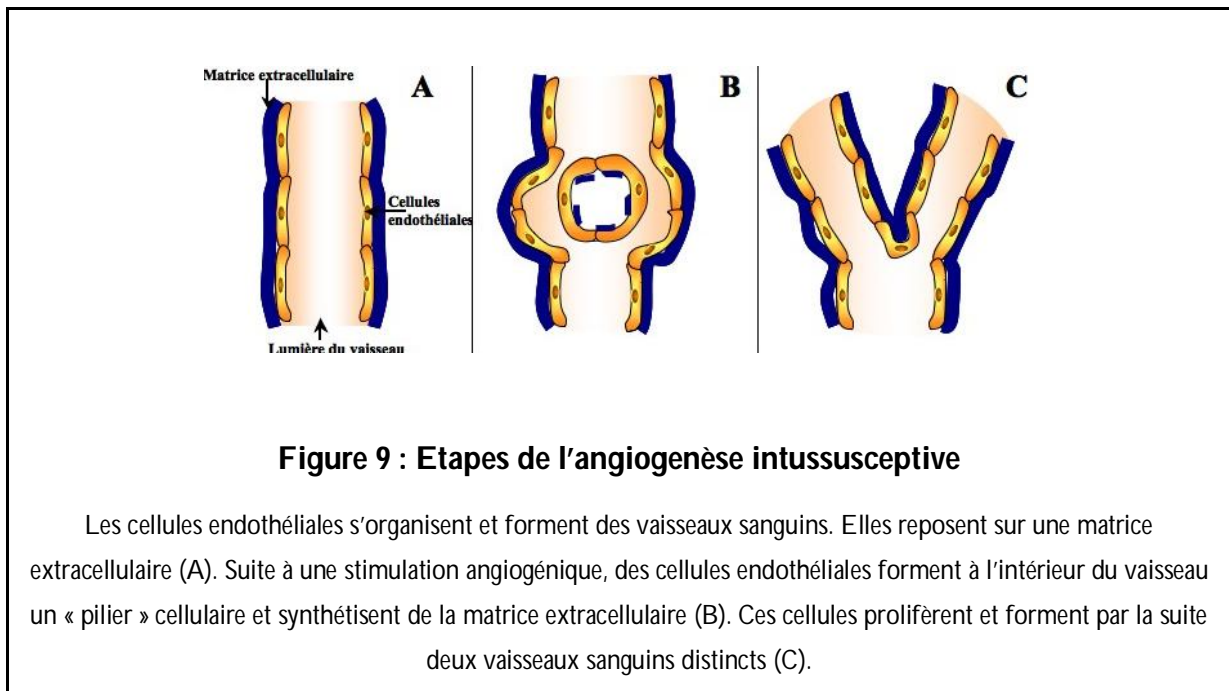 Matrice extracellulaire
A
B
C
Cellules
endothéliales
Lumière du vaisseau
Figure 9 : Etapes de l'angiogenèse intussusceptive
Les cellules endothéliales s'organisent et forment des vaisseaux sanguins. Elles reposent sur une matrice
extracellulaire (A). Suite à une stimulation angiogénique, des cellules endothéliales forment à l'intérieur du vaisseau
un « pilier » cellulaire et synthétisent de la matrice extracellulaire (B). Ces cellules prolifèrent et forment par la suite
deux vaisseaux sanguins distincts (C).